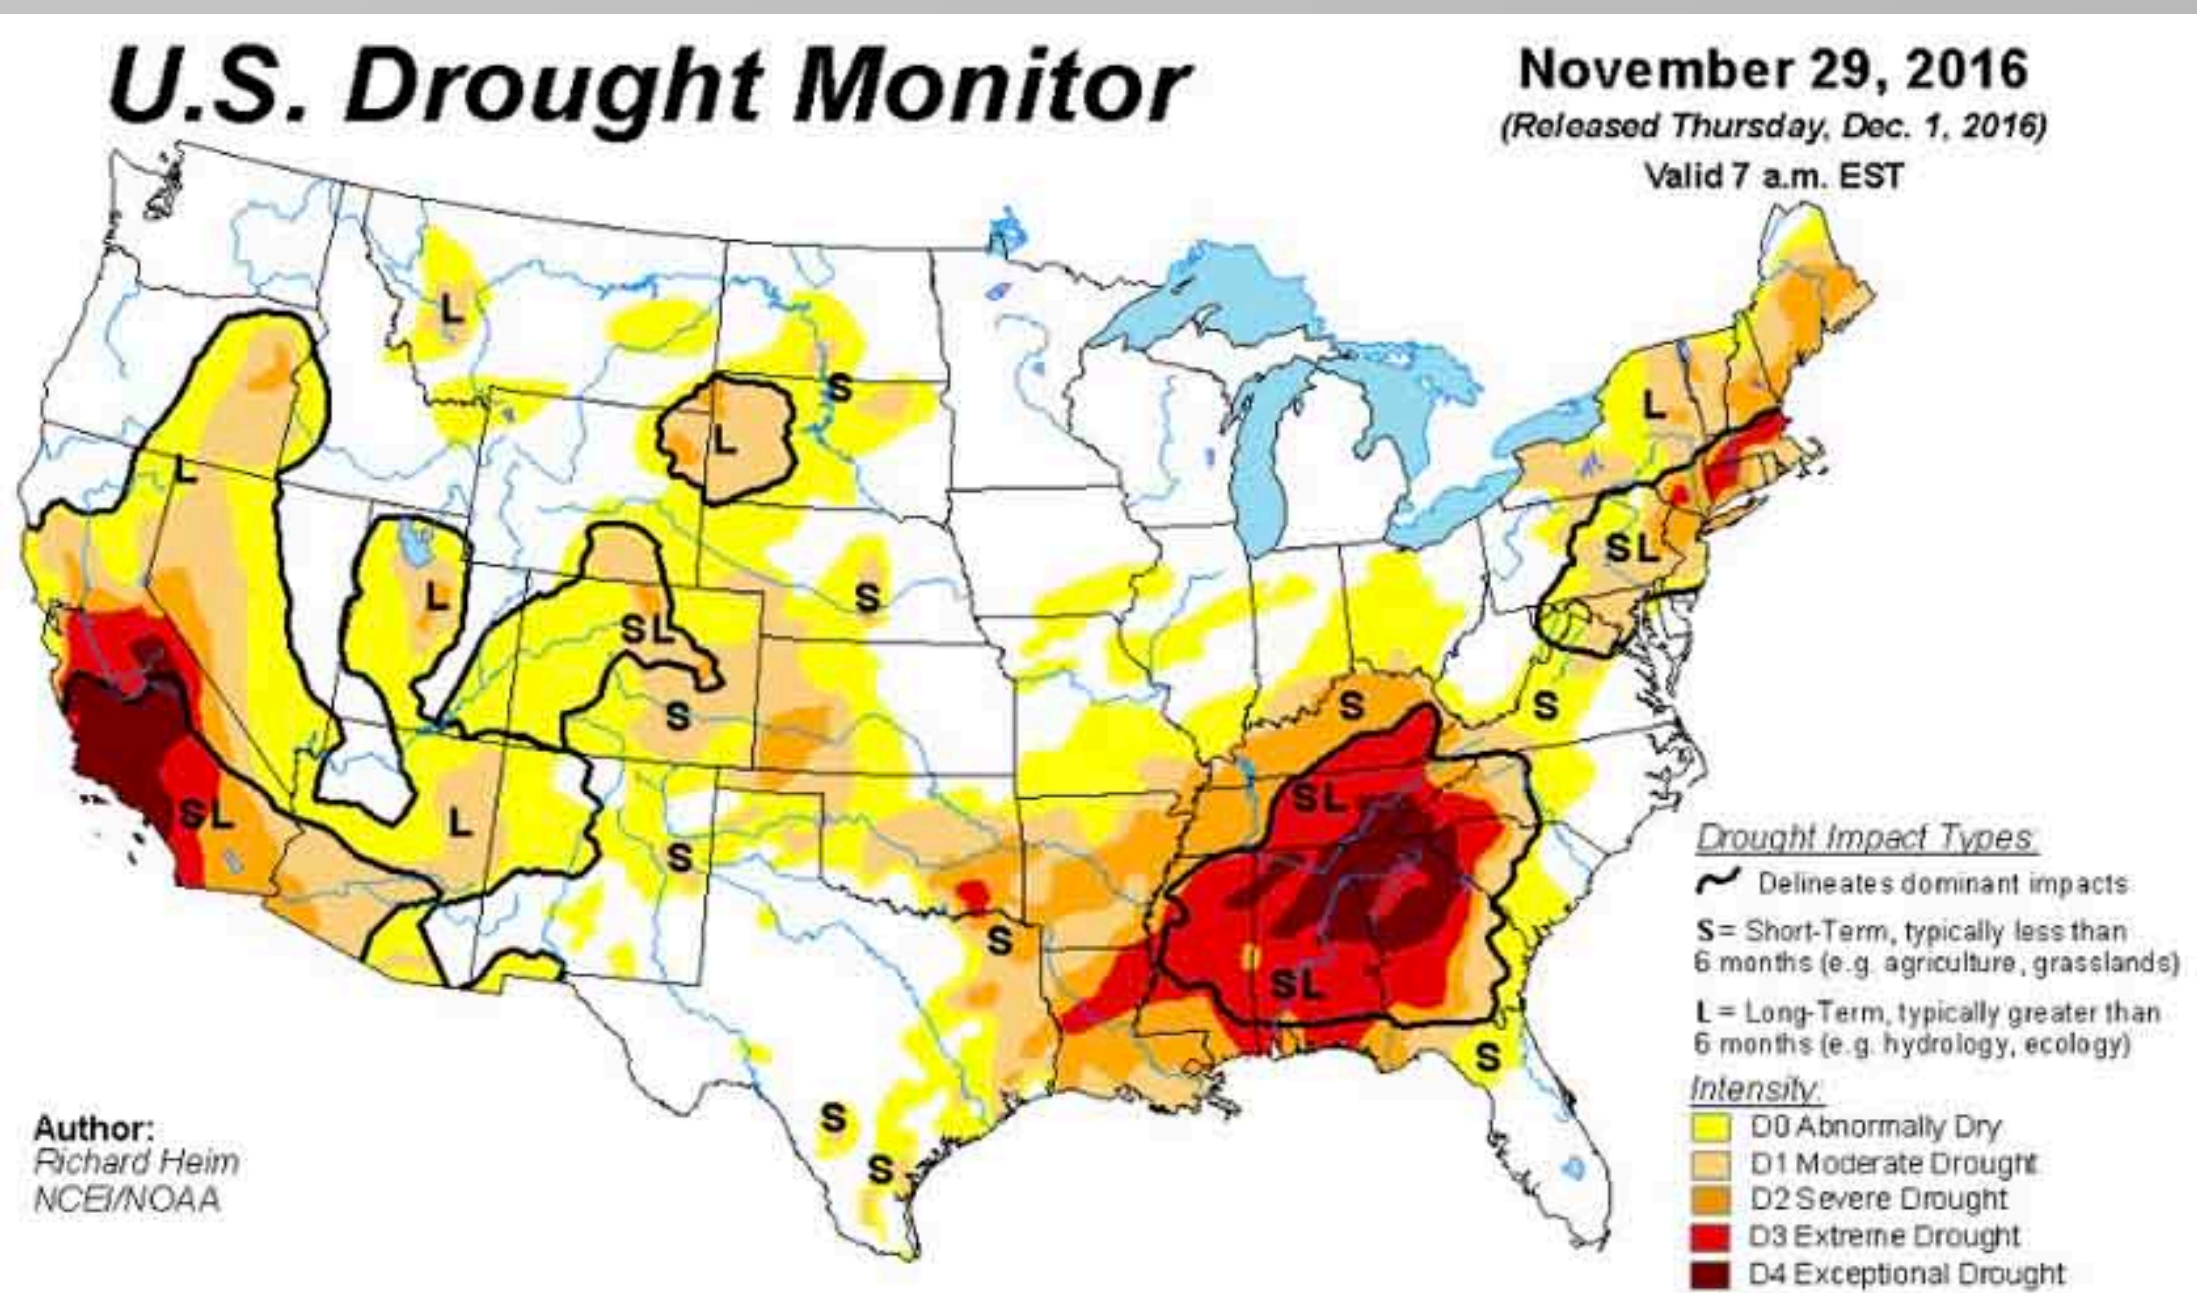 U.S. Drought Monitor
November 29, 2016
(Released Thursday, Dec. 1, 2016)
Valid 7 a.m. EST
L
S
L
L
L
SL
L
S
SL
S
S
S
L
SL
L
SL
S
S
SL
S
S
S
Drought Impact Types:
Delineates dominant impacts
S = Short-Term, typically less than
6 months (e.g. agriculture, grasslands)
L = Long-Term, typically greater than
6 months (e.g. hydrology, ecology)
Intensity:
D0 Abnormally Dry
D1 Moderate Drought
D2 Severe Drought
D3 Extreme Drought
D4 Exceptional Drought
Author:
Richard Heim
NCEI/NOAA